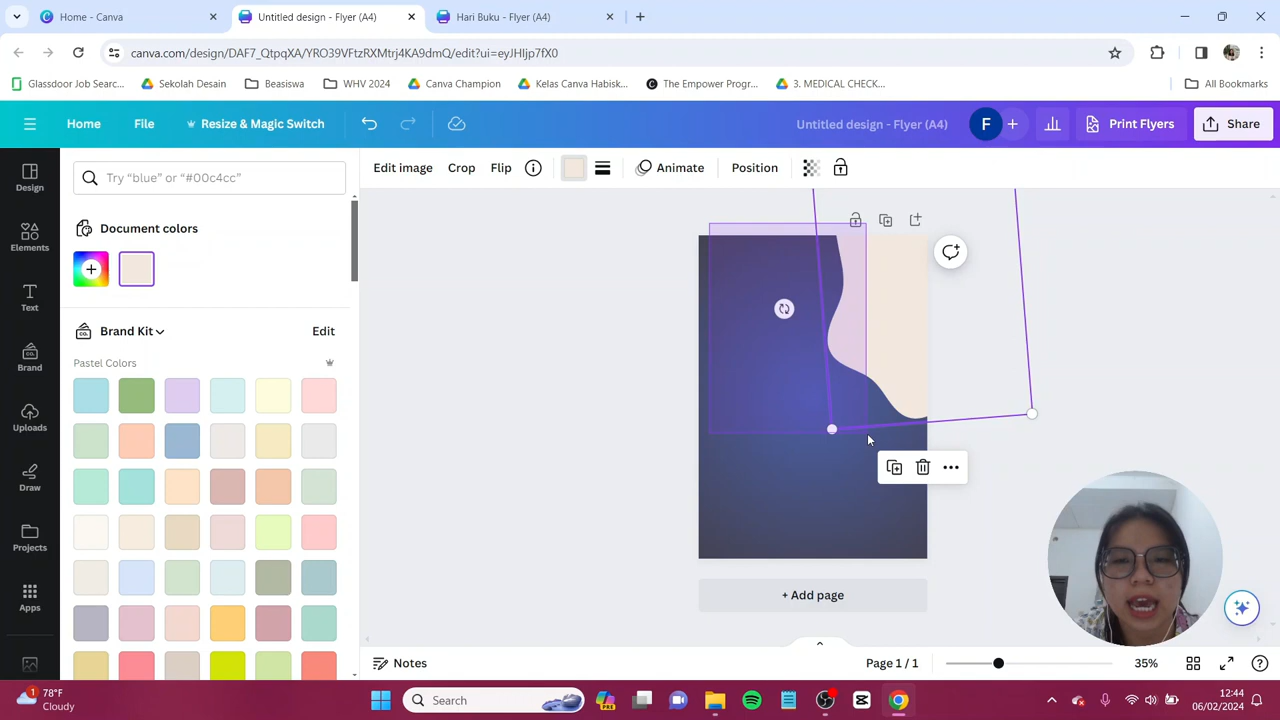 Home - Canva
Untitled design - Flyer (A4)
Hari Buku - Flyer (A4)
canva.com/design/DAF7_QtpqXA/YRO39VFtzRXMtrj4KA9dmQ/edit?ui=eyJHIjp7fX0
Glassdoor Job Searc...
Sekolah Desain
Beasiswa
WHV 2024
Canva Champion
Kelas Canva Habisk...
The Empower Progr...
3. MEDICAL CHECK...
All Bookmarks
Home
File
Resize & Magic Switch
Untitled design - Flyer (A4)
F
Print Flyers
Share
Design
Elements
Text
Brand
Uploads
Draw
Projects
Apps
Try “blue” or “#00c4cc”
Edit image
Crop
Flip
Animate
Position
Document colors
Brand Kit
Edit
Pastel Colors
+ Add page
Notes
Page 1 / 1
35%
1
78°F
Cloudy
Search
PRE
12:44
06/02/2024